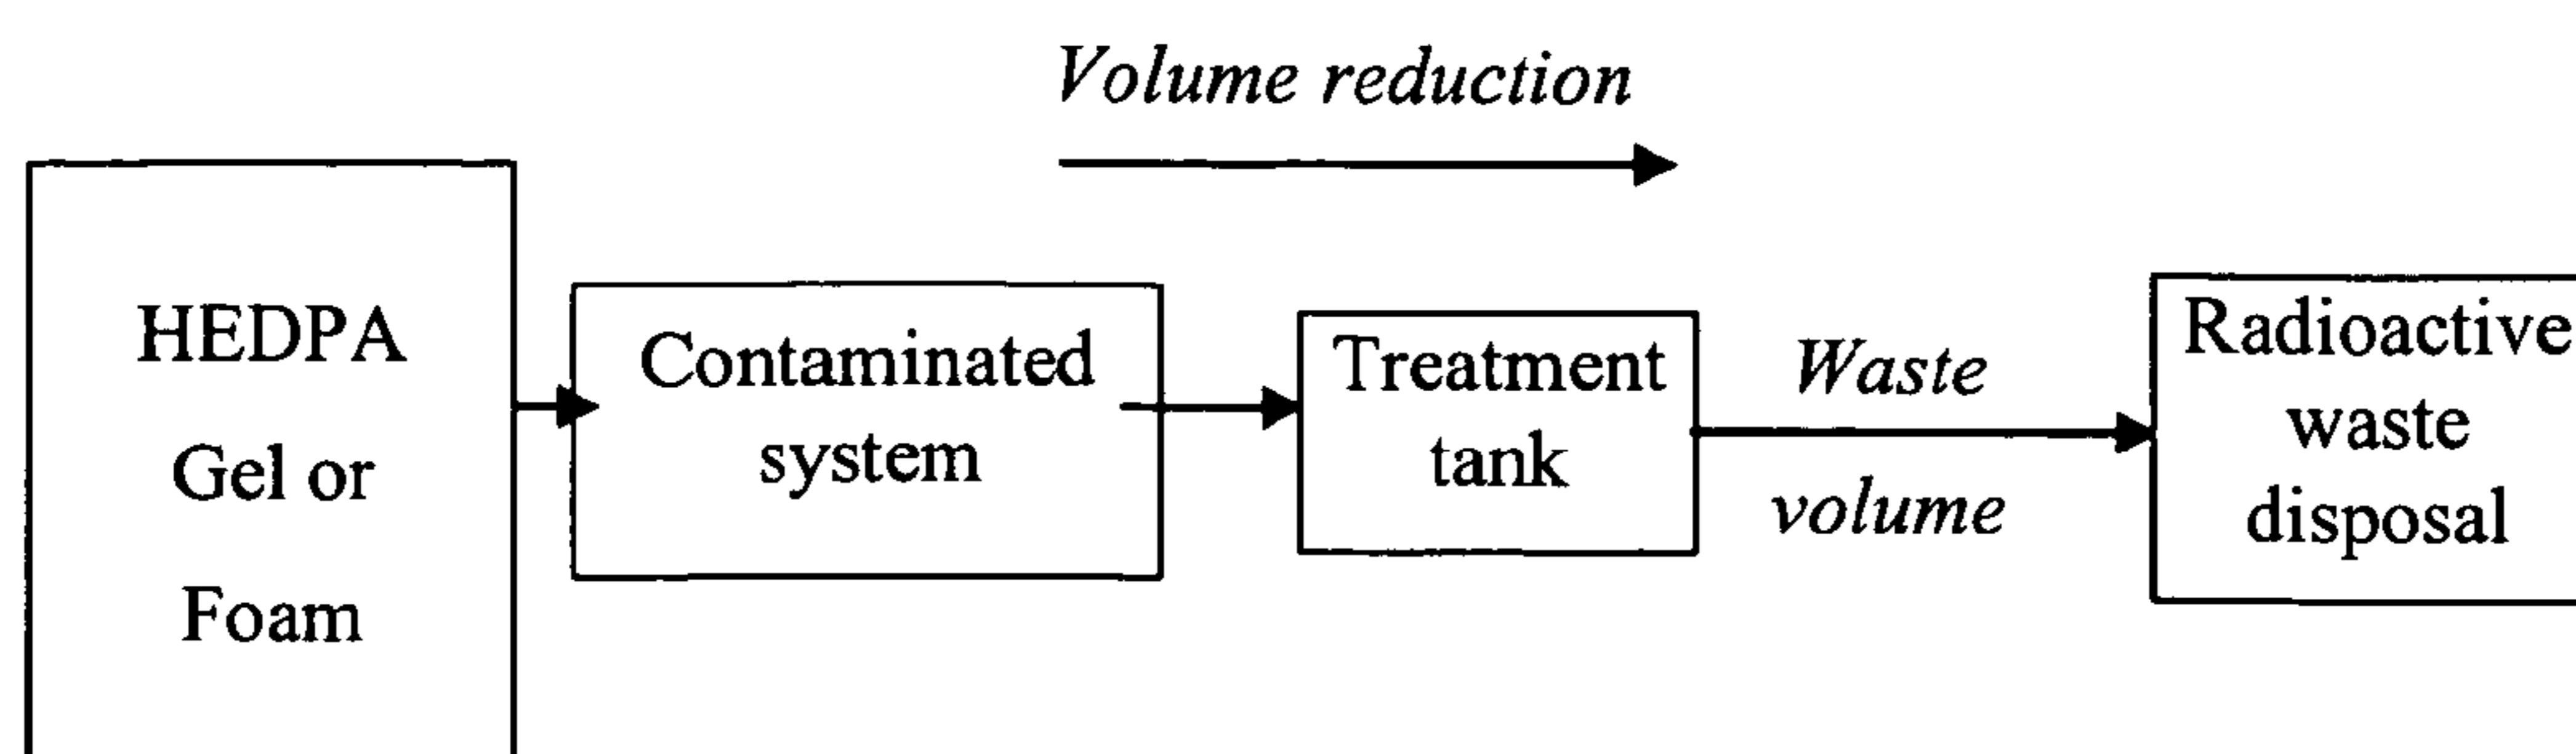 Volume reduction
HEDPA
Gel or
Foam
Contaminated
system
Treatment
tank
Waste
volume
Radioactive
waste
disposal